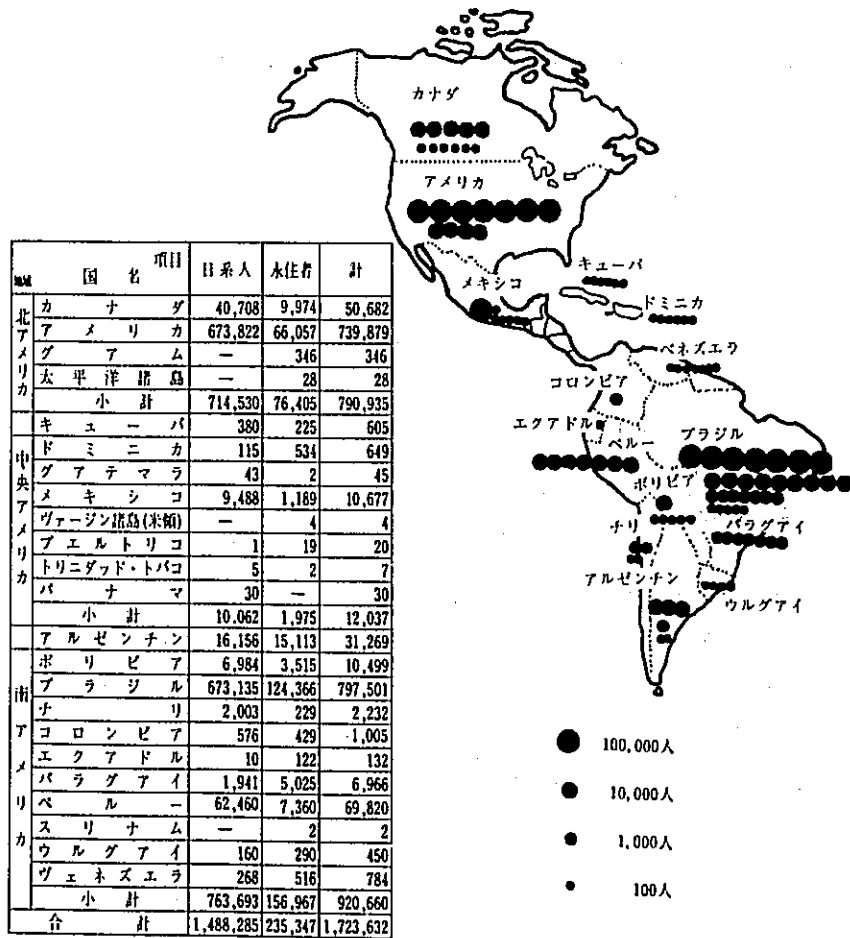 カナダ
アメリカ
メキシコ
キューバ
ドミニカ
ベネズエラ
コロンビア
エクアドル
ペルー
ブラジル
ボリビア
チリ
パラグアイ
アルゼンチン
ウルグアイ
100,000人
10,000人
1,000人
100人
地域 国名 項目 日系人 永住者 計
北アメリカ
カナダ 40,708 9,974 50,682
アメリカ 673,822 66,057 739,879
グアム — 346 346
太平洋諸島 — 28 28
小計 714,530 76,405 790,935
中央アメリカ
キューバ 380 225 605
ドミニカ 115 534 649
グアテマラ 43 2 45
メキシコ 9,488 1,189 10,677
ヴァージン諸島(米領) — 4 4
プエルトリコ 1 19 20
トリニダッド・トバコ 5 2 7
パナマ 30 — 30
小計 10.062 1,975 12,037
南アメリカ
アルゼンチン 16,156 15,113 31,269
ボリビア 6,984 3,515 10,499
ブラジル 673,135 124,366 797,501
チリ 2,003 229 2,232
コロンビア 576 429 1,005
エクアドル 10 122 132
パラグアイ 1,941 5,025 6,966
ペルー 62,460 7,360 69,820
スリナム — 2 2
ウルグアイ 160 290 450
ヴェネズエラ 268 516 784
小計 763,693 156,967 920,660
合計 1,488,285 235,347 1,723,632